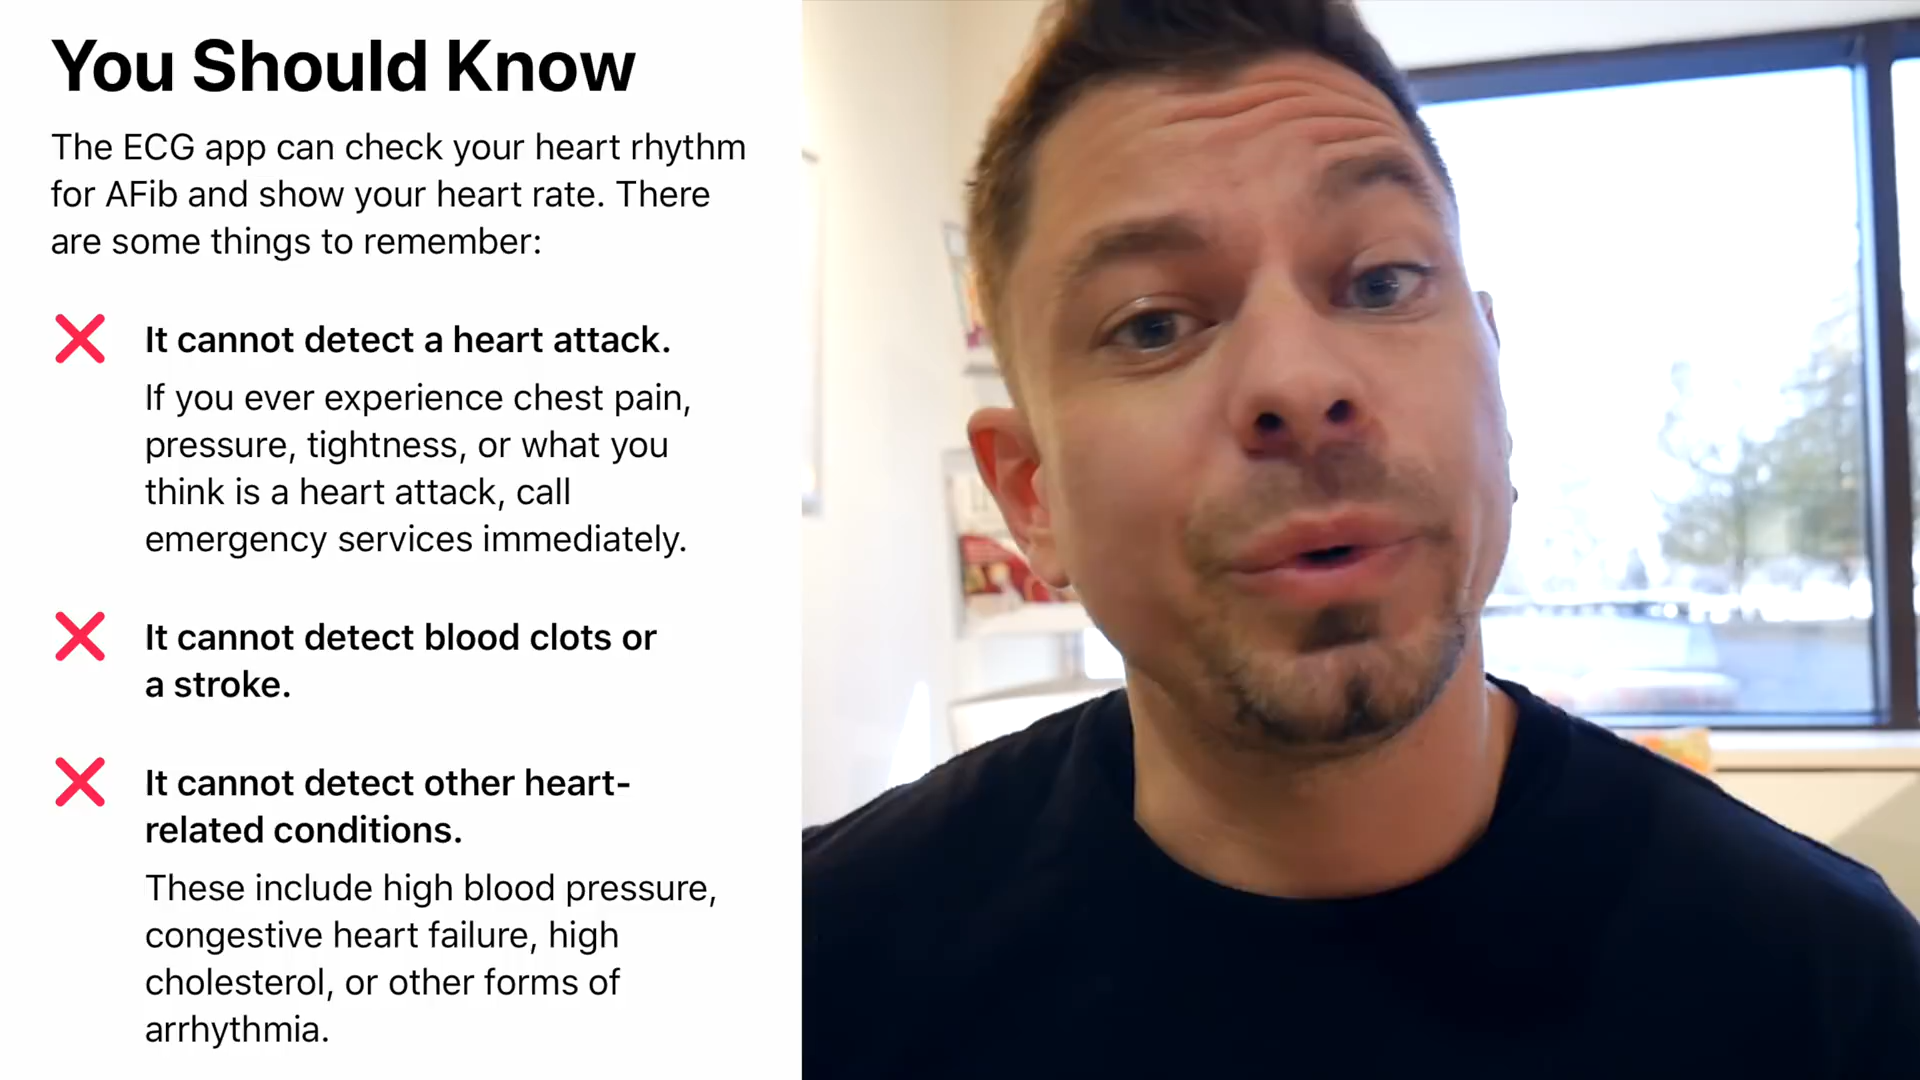 You Should Know
The ECG app can check your heart rhythm
for AFib and show your heart rate. There
are some things to remember:
It cannot detect a heart attack.
If you ever experience chest pain,
pressure, tightness, or what you
think is a heart attack, call
emergency services immediately.
It cannot detect blood clots or
a stroke.
It cannot detect other heart-
related conditions.
These include high blood pressure,
congestive heart failure, high
cholesterol, or other forms of
arrhythmia.